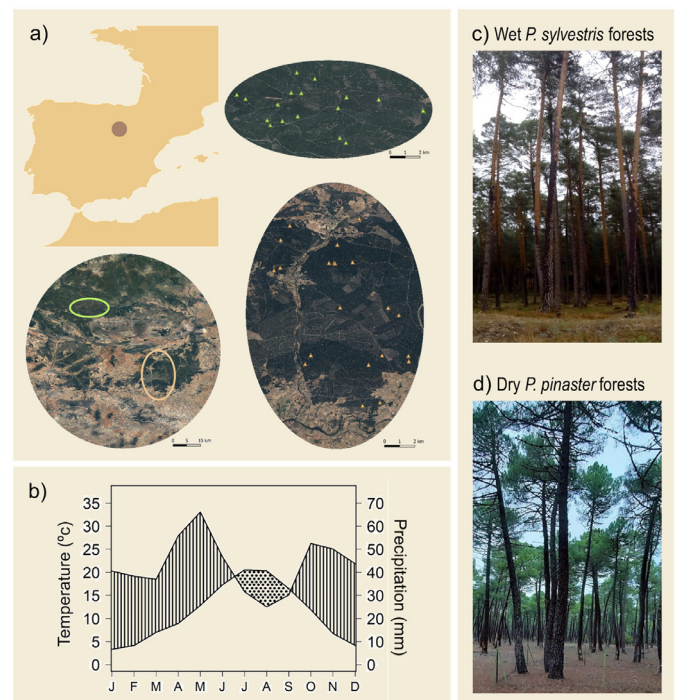 a)
0 1 2 km
0 5 10 km
0 1 2 km
b)
Temperature (ºc)
35
30
25
20
15
10
5
0
70
60
50
40
30
20
10
0
Precipitation (mm)
J F M A M J J A S O N D
c) Wet P. sylvestris forests
d) Dry P. pinaster forests